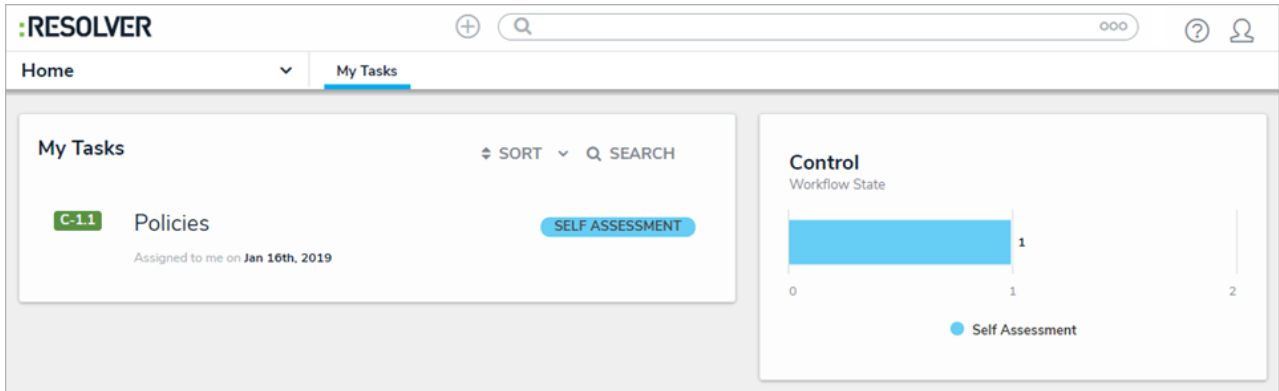 :RESOLVER
Home
My Tasks
My Tasks
SORT
SEARCH
C-1.1
Policies
SELF ASSESSMENT
Assigned to me on Jan 16th, 2019
Control
Workflow State
1
0 1 2
Self Assessment